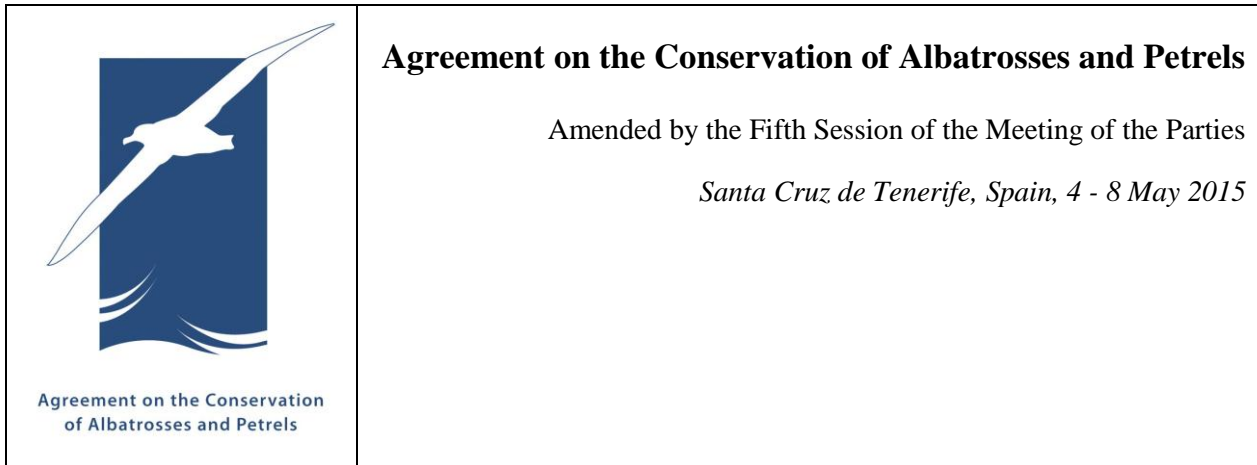 Agreement on the Conservation
of Albatrosses and Petrels
Agreement on the Conservation of Albatrosses and Petrels
Amended by the Fifth Session of the Meeting of the Parties
Santa Cruz de Tenerife, Spain, 4 - 8 May 2015